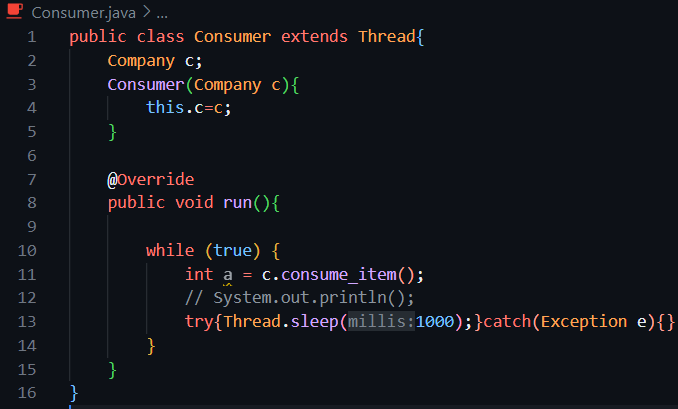 Consumer.java > ...
1 public class Consumer extends Thread{
2     Company c;
3     Consumer(Company c){
4         this.c=c;
5     }
6
7     @Override
8     public void run(){
9
10         while (true) {
11             int a = c.consume_item();
12             // System.out.println();
13             try{Thread.sleep(millis:1000);}catch(Exception e){}
14         }
15     }
16 }